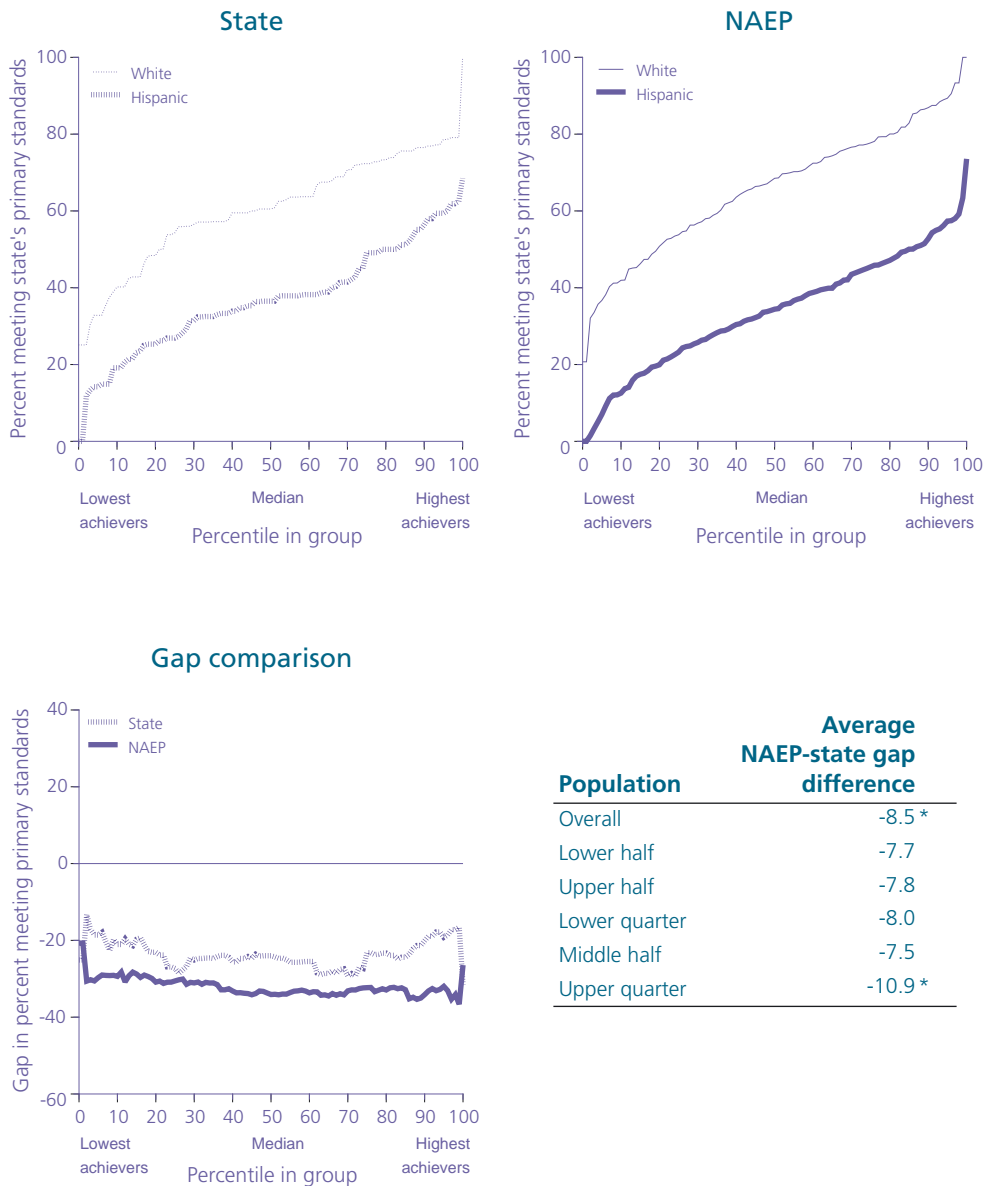 State
Percent meeting state's primary standards
100
80
60
40
20
0
White
Hispanic
0 10 20 30 40 50 60 70 80 90 100
Lowest achievers
Median
Highest achievers
Percentile in group
NAEP
Percent meeting state's primary standards
100
80
60
40
20
0
White
Hispanic
0 10 20 30 40 50 60 70 80 90 100
Lowest achievers
Median
Highest achievers
Percentile in group
Gap comparison
Gap in percent meeting primary standards
40
20
0
-20
-40
-60
State
NAEP
0 10 20 30 40 50 60 70 80 90 100
Lowest achievers
Median
Highest achievers
Percentile in group
Average
NAEP-state gap
Population difference
Overall -8.5 *
Lower half -7.7
Upper half -7.8
Lower quarter -8.0
Middle half -7.5
Upper quarter -10.9 *